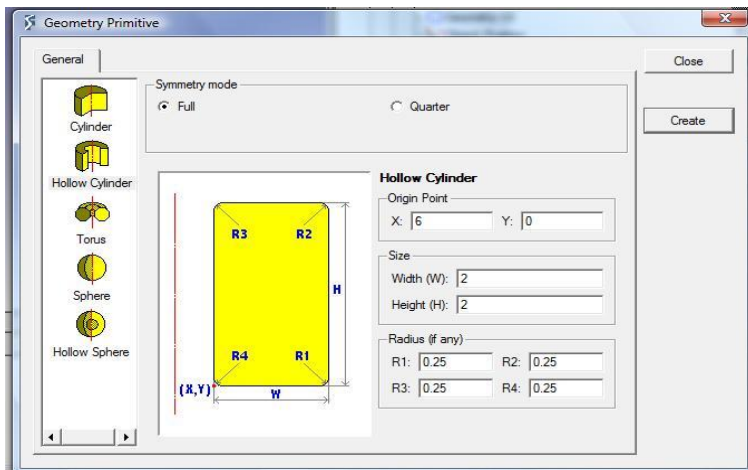 Geometry Primitive
General
Close
Create
Cylinder
Hollow Cylinder
Torus
Sphere
Hollow Sphere
Symmetry mode
Full
Quarter
R3 R2
H
R4 R1
(X,Y)
W
Hollow Cylinder
Origin Point
X: 6 Y: 0
Size
Width (W): 2
Height (H): 2
Radius (if any)
R1: 0.25 R2: 0.25
R3: 0.25 R4: 0.25